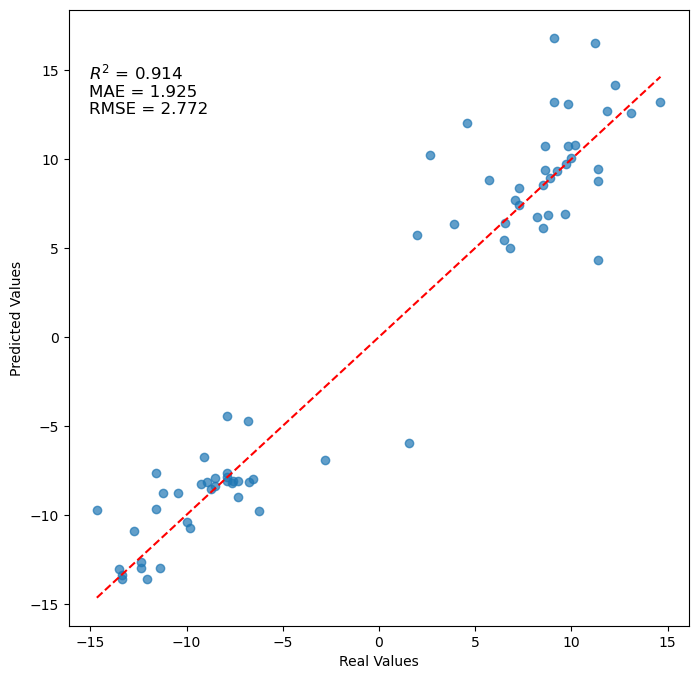 R² = 0.914
MAE = 1.925
RMSE = 2.772
15
10
5
0
−5
−10
−15
Predicted Values
−15 −10 −5 0 5 10 15
Real Values